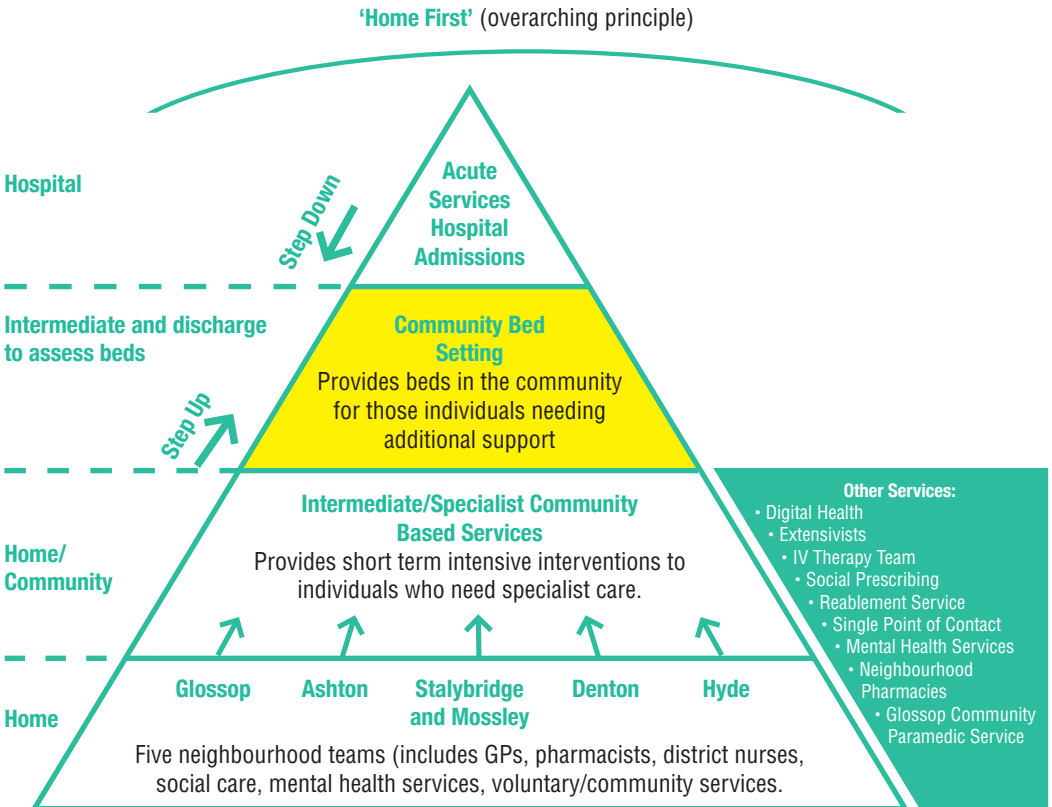 ‘Home First’ (overarching principle)
Hospital
Step Down
Acute
Services
Hospital
Admissions
Intermediate and discharge
to assess beds
Step Up
Community Bed
Setting
Provides beds in the community
for those individuals needing
additional support
Home/
Community
Intermediate/Specialist Community
Based Services
Provides short term intensive interventions to
individuals who need specialist care.
Other Services:
• Digital Health
• Extensivists
• IV Therapy Team
• Social Prescribing
• Reablement Service
• Single Point of Contact
• Mental Health Services
• Neighbourhood
Pharmacies
• Glossop Community
Paramedic Service
Home
Glossop
Ashton
Stalybridge
and Mossley
Denton
Hyde
Five neighbourhood teams (includes GPs, pharmacists, district nurses,
social care, mental health services, voluntary/community services.